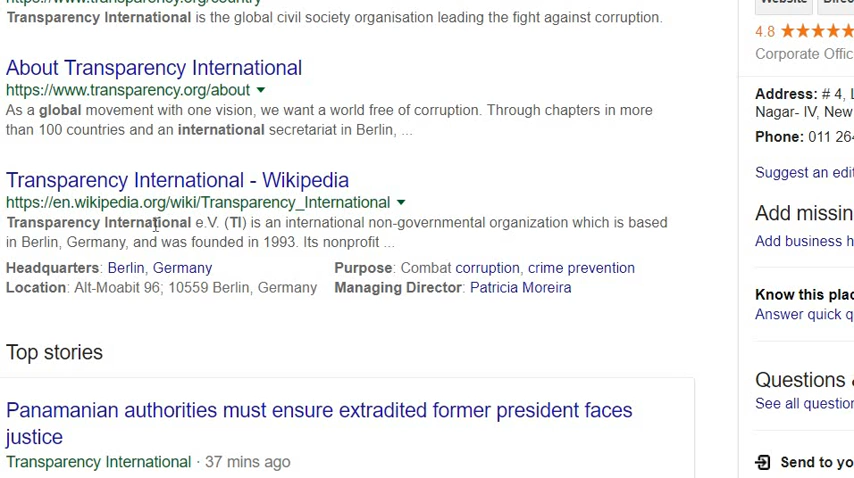 Transparency International is the global civil society organisation leading the fight against corruption.
About Transparency International
https://www.transparency.org/about
As a global movement with one vision, we want a world free of corruption. Through chapters in more
than 100 countries and an international secretariat in Berlin, ...
Transparency International - Wikipedia
https://en.wikipedia.org/wiki/Transparency_International
Transparency International e.V. (TI) is an international non-governmental organization which is based
in Berlin, Germany, and was founded in 1993. Its nonprofit ...
Headquarters: Berlin, Germany Purpose: Combat corruption, crime prevention
Location: Alt-Moabit 96; 10559 Berlin, Germany Managing Director: Patricia Moreira
Top stories
Panamanian authorities must ensure extradited former president faces
justice
Transparency International · 37 mins ago
4.8
Corporate Offic
Address: # 4, L
Nagar- IV, New
Phone: 011 264
Suggest an edit
Add missin
Add business h
Know this plac
Answer quick q
Questions
See all question
Send to yo